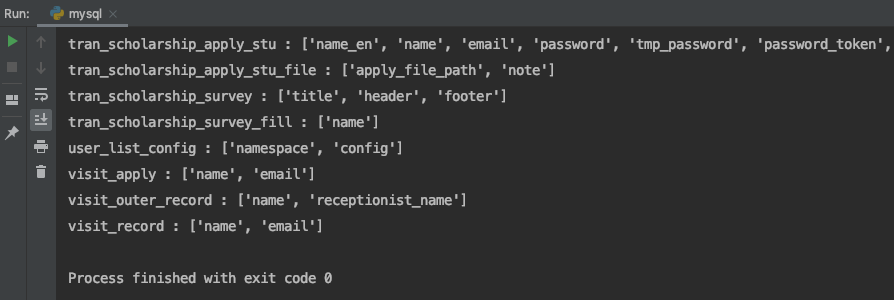 Run: mysql
tran_scholarship_apply_stu : ['name_en', 'name', 'email', 'password', 'tmp_password', 'password_token',
tran_scholarship_apply_stu_file : ['apply_file_path', 'note']
tran_scholarship_survey : ['title', 'header', 'footer']
tran_scholarship_survey_fill : ['name']
user_list_config : ['namespace', 'config']
visit_apply : ['name', 'email']
visit_outer_record : ['name', 'receptionist_name']
visit_record : ['name', 'email']
Process finished with exit code 0